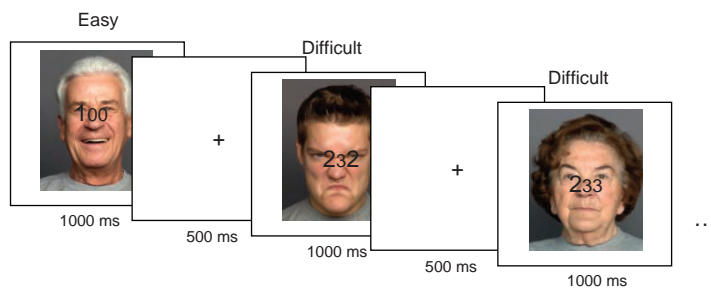 Easy
100
1000 ms
+
500 ms
Difficult
232
1000 ms
+
500 ms
Difficult
233
1000 ms
..